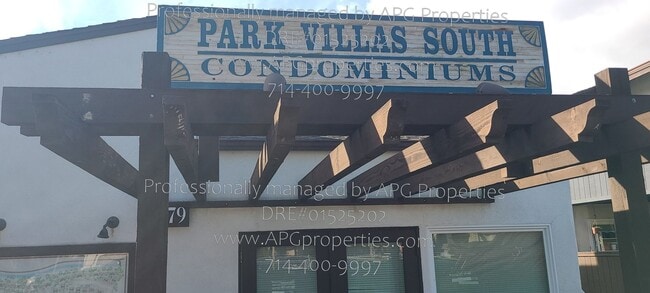 Professionally managed by APG Properties
PARK VILLAS SOUTH
CONDOMINIUMS
714-400-9997
Professionally managed by APG Properties
79
DRE#01525202
www.APGProperties.com
714-400-9997